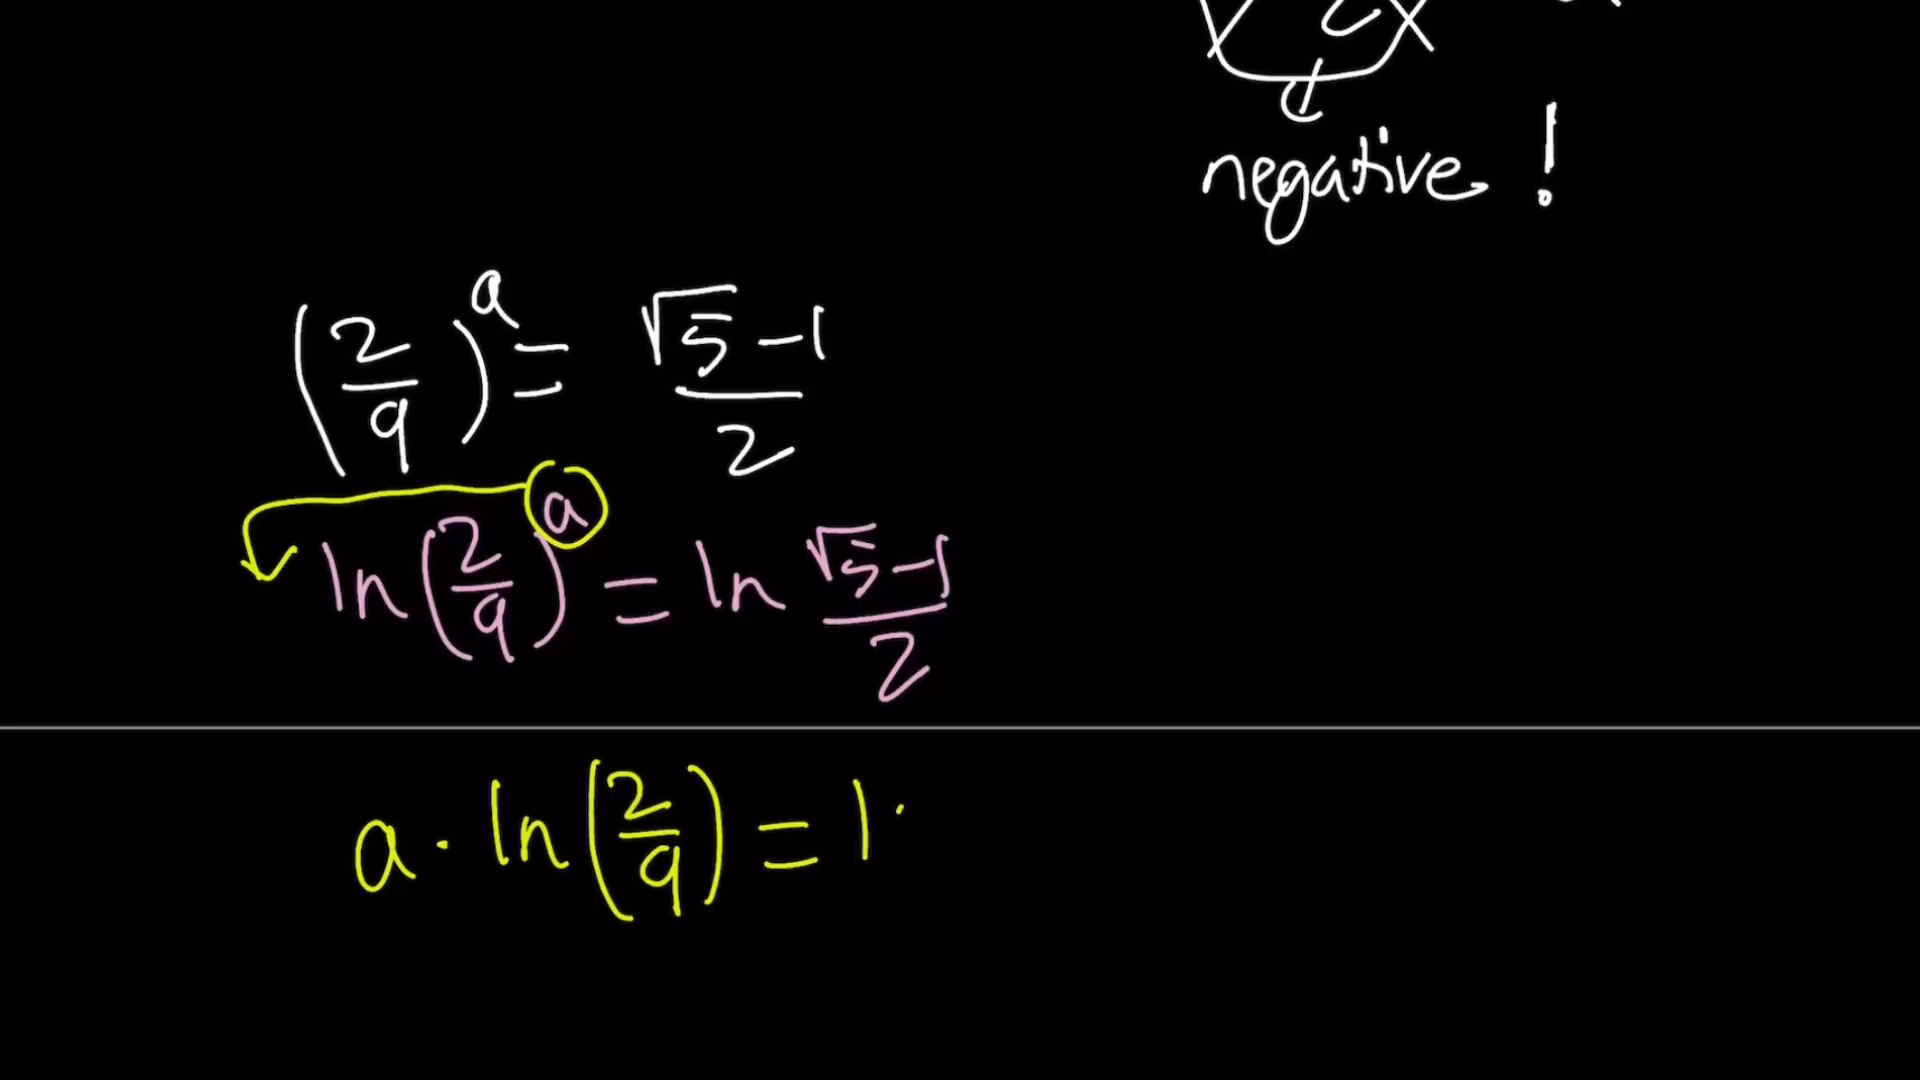 negative!
(2/9)^a = (√5-1)/2
ln(2/9)^a = ln (√5-1)/2
a · ln(2/9) = l